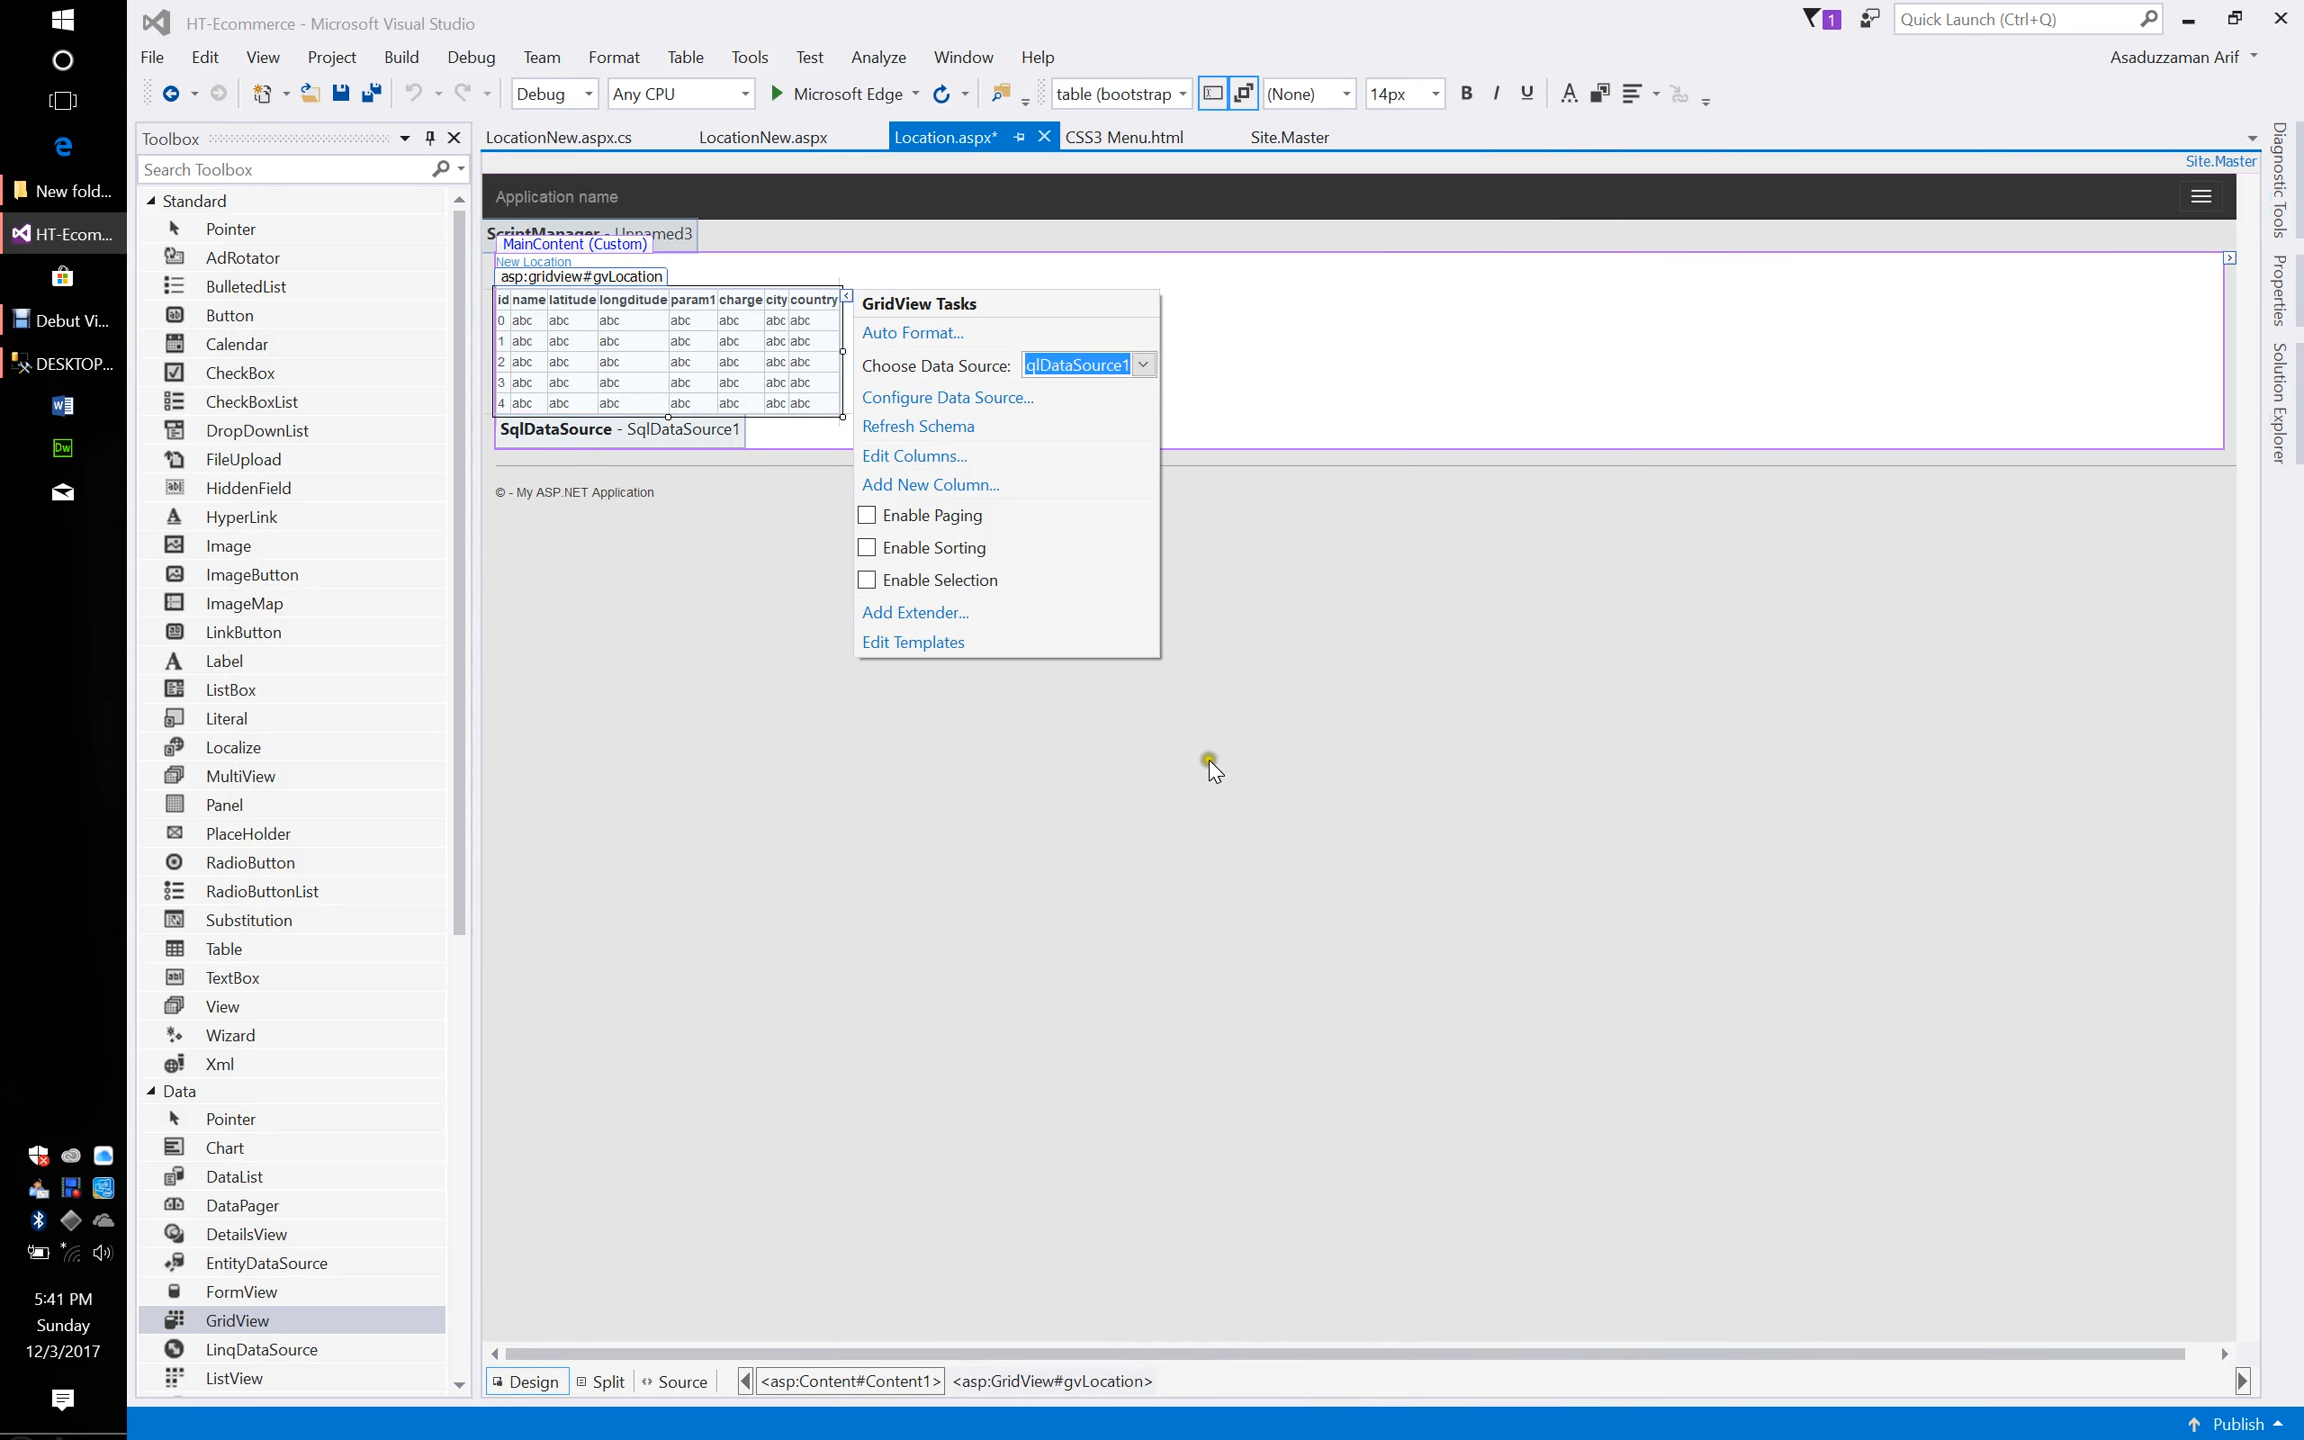 HT-Ecommerce - Microsoft Visual Studio
1
Quick Launch (Ctrl+Q)
File Edit View Project Build Debug Team Format Table Tools Test Analyze Window Help
Asaduzzaman Arif
Debug
Any CPU
Microsoft Edge
table (bootstrap
(None)
14px
B I U A
New fold...
HT-Ecom...
Debut Vi...
DESKTOP...
Dw
5:41 PM
Sunday
12/3/2017
Toolbox
Search Toolbox
Standard
Pointer
AdRotator
BulletedList
Button
Calendar
CheckBox
CheckBoxList
DropDownList
FileUpload
HiddenField
HyperLink
Image
ImageButton
ImageMap
LinkButton
Label
ListBox
Literal
Localize
MultiView
Panel
PlaceHolder
RadioButton
RadioButtonList
Substitution
Table
TextBox
View
Wizard
Xml
Data
Pointer
Chart
DataList
DataPager
DetailsView
EntityDataSource
FormView
GridView
LinqDataSource
ListView
LocationNew.aspx.cs LocationNew.aspx Location.aspx* CSS3 Menu.html Site.Master
Site.Master
Application name
ScriptManager - Unnamed3
MainContent (Custom)
New Location
asp:gridview#gvLocation
id name latitude longditude param1 charge city country
0 abc abc abc abc abc abc abc
1 abc abc abc abc abc abc abc
2 abc abc abc abc abc abc abc
3 abc abc abc abc abc abc abc
4 abc abc abc abc abc abc abc
SqlDataSource - SqlDataSource1
© - My ASP.NET Application
GridView Tasks
Auto Format...
Choose Data Source: qlDataSource1
Configure Data Source...
Refresh Schema
Edit Columns...
Add New Column...
Enable Paging
Enable Sorting
Enable Selection
Add Extender...
Edit Templates
Diagnostic Tools
Properties
Solution Explorer
Design Split Source <asp:Content#Content1> <asp:GridView#gvLocation>
Publish